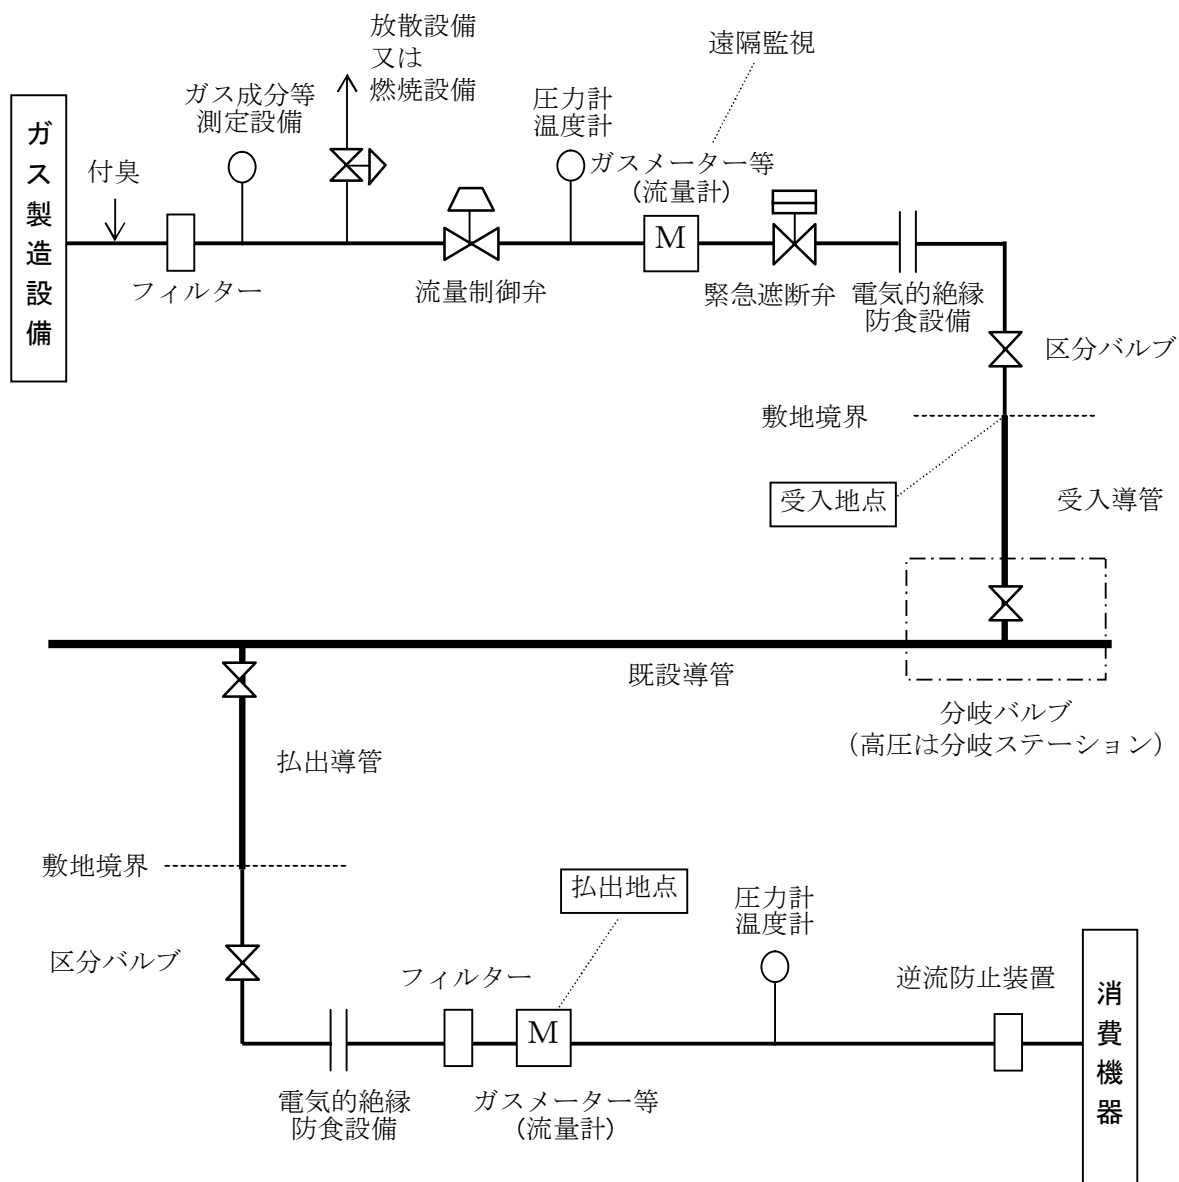 放散設備
又は
燃焼設備
遠隔監視
ガス成分等
測定設備
圧力計
温度計
ガス製造設備
付臭
ガスメーター等
(流量計)
M
フィルター
流量制御弁
緊急遮断弁
電気的絶縁
防食設備
区分バルブ
敷地境界
受入地点
受入導管
既設導管
分岐バルブ
（高圧は分岐ステーション）
払出導管
敷地境界
払出地点
圧力計
温度計
区分バルブ
フィルター
逆流防止装置
消費機器
M
電気的絶縁
防食設備
ガスメーター等
(流量計)